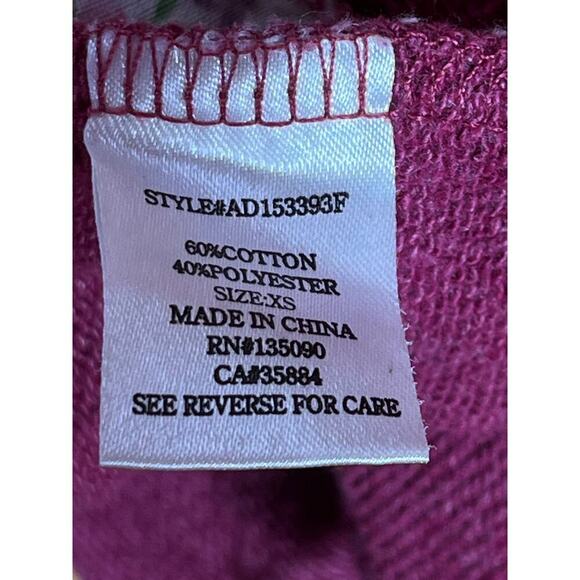 STYLE#AD153393F
60%COTTON
40%POLYESTER
SIZE:XS
MADE IN CHINA
RN#135090
CA#35884
SEE REVERSE FOR CARE